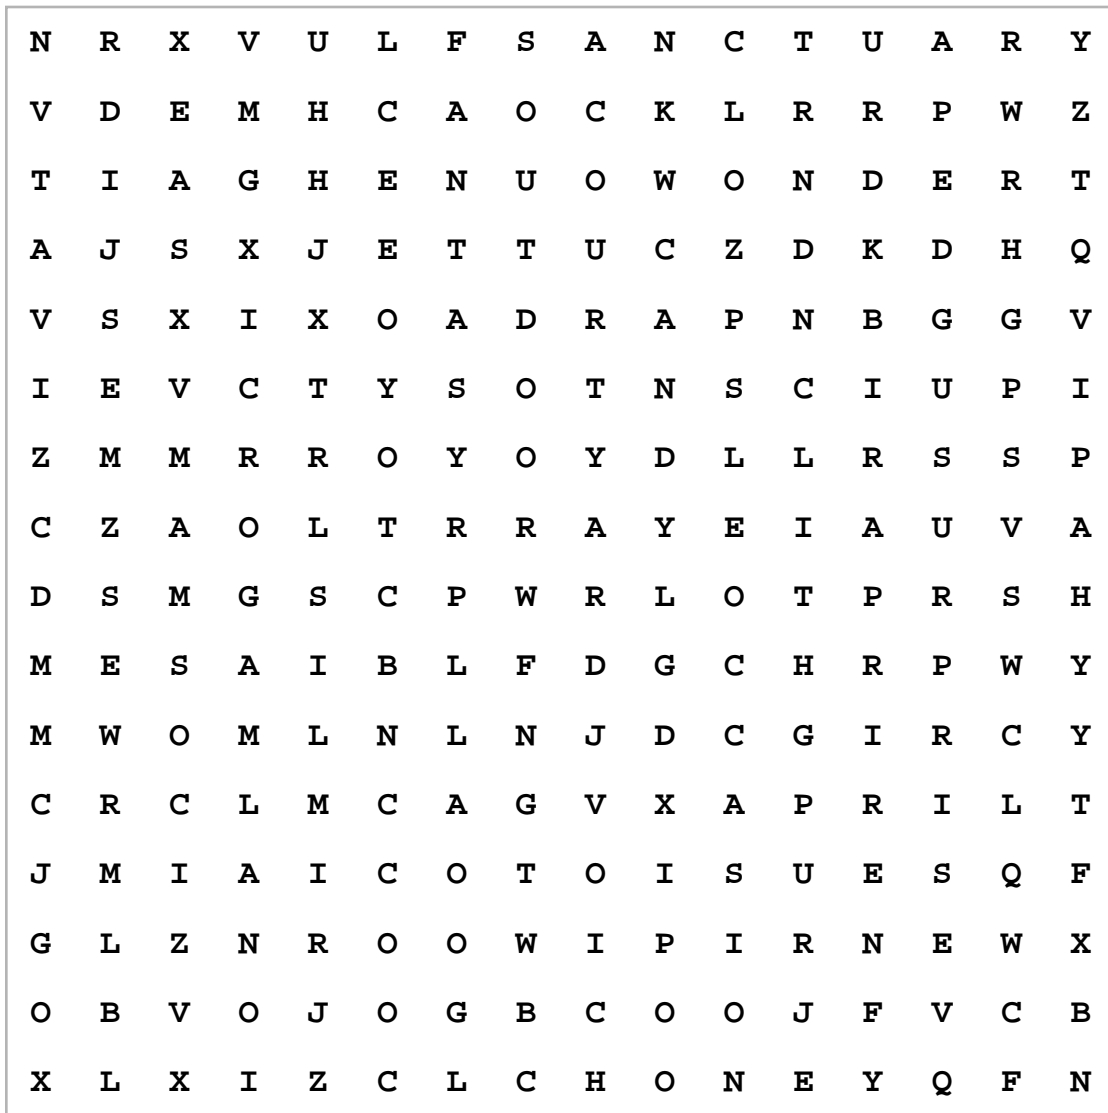 N R X V U L F S A N C T U A R Y
V D E M H C A O C K L R R P W Z
T I A G H E N U O W O N D E R T
A J S X J E T T U C Z D K D H Q
V S X I X O A D R A P N B G G V
I E V C T Y S O T N S C I U P I
Z M M R R O Y O Y D L L R S S P
C Z A O L T R R A Y E I A U V A
D S M G S C P W R L O T P R S H
M E S A I B L F D G C H R P W Y
M W O M L N L N J D C G I R C Y
C R C L M C A G V X A P R I L T
J M I A I C O T O I S U E S Q F
G L Z N R O O W I P I R N E W X
O B V O J O G B C O O J F V C B
X L X I Z C L C H O N E Y Q F N